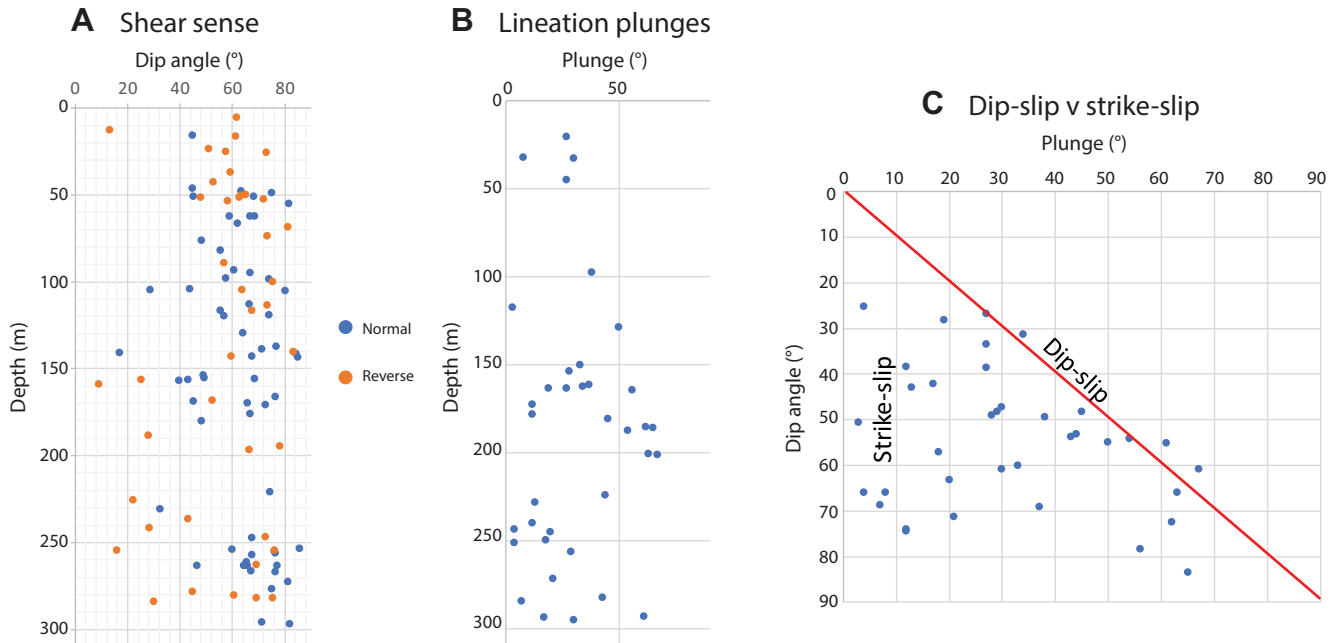 A Shear sense
Dip angle (°)
0 20 40 60 80
0
50
100
150
200
250
300
Depth (m)
Normal
Reverse
B Lineation plunges
Plunge (°)
0 50
0
50
100
150
200
250
300
Depth (m)
C Dip-slip v strike-slip
Plunge (°)
0 10 20 30 40 50 60 70 80 90
0
10
20
30
40
50
60
70
80
90
Dip angle (°)
Strike-slip
Dip-slip